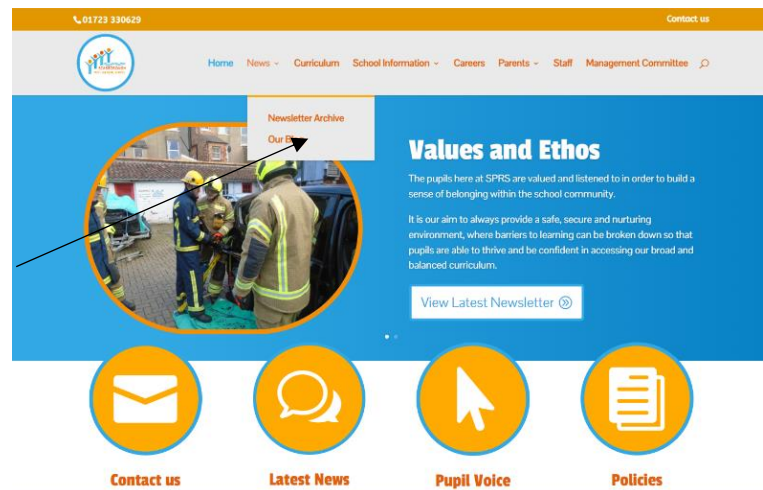 01723 330629
Contact us
Home News Curriculum School Information Careers Parents Staff Management Committee
Newsletter Archive
Our
Values and Ethos
The pupils here at SPRS are valued and listened to in order to build a
sense of belonging within the school community.
It is our aim to always provide a safe, secure and nurturing
environment, where barriers to learning can be broken down so that
pupils are able to thrive and be confident in accessing our broad and
balanced curriculum.
View Latest Newsletter
Contact us
Latest News
Pupil Voice
Policies